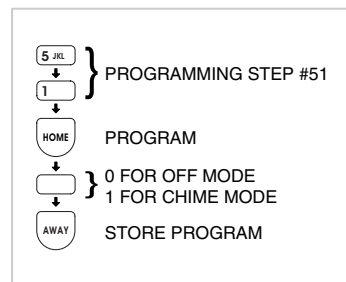 5 JKL
PROGRAMMING STEP #51
1
HOME PROGRAM
0 FOR OFF MODE
1 FOR CHIME MODE
AWAY STORE PROGRAM